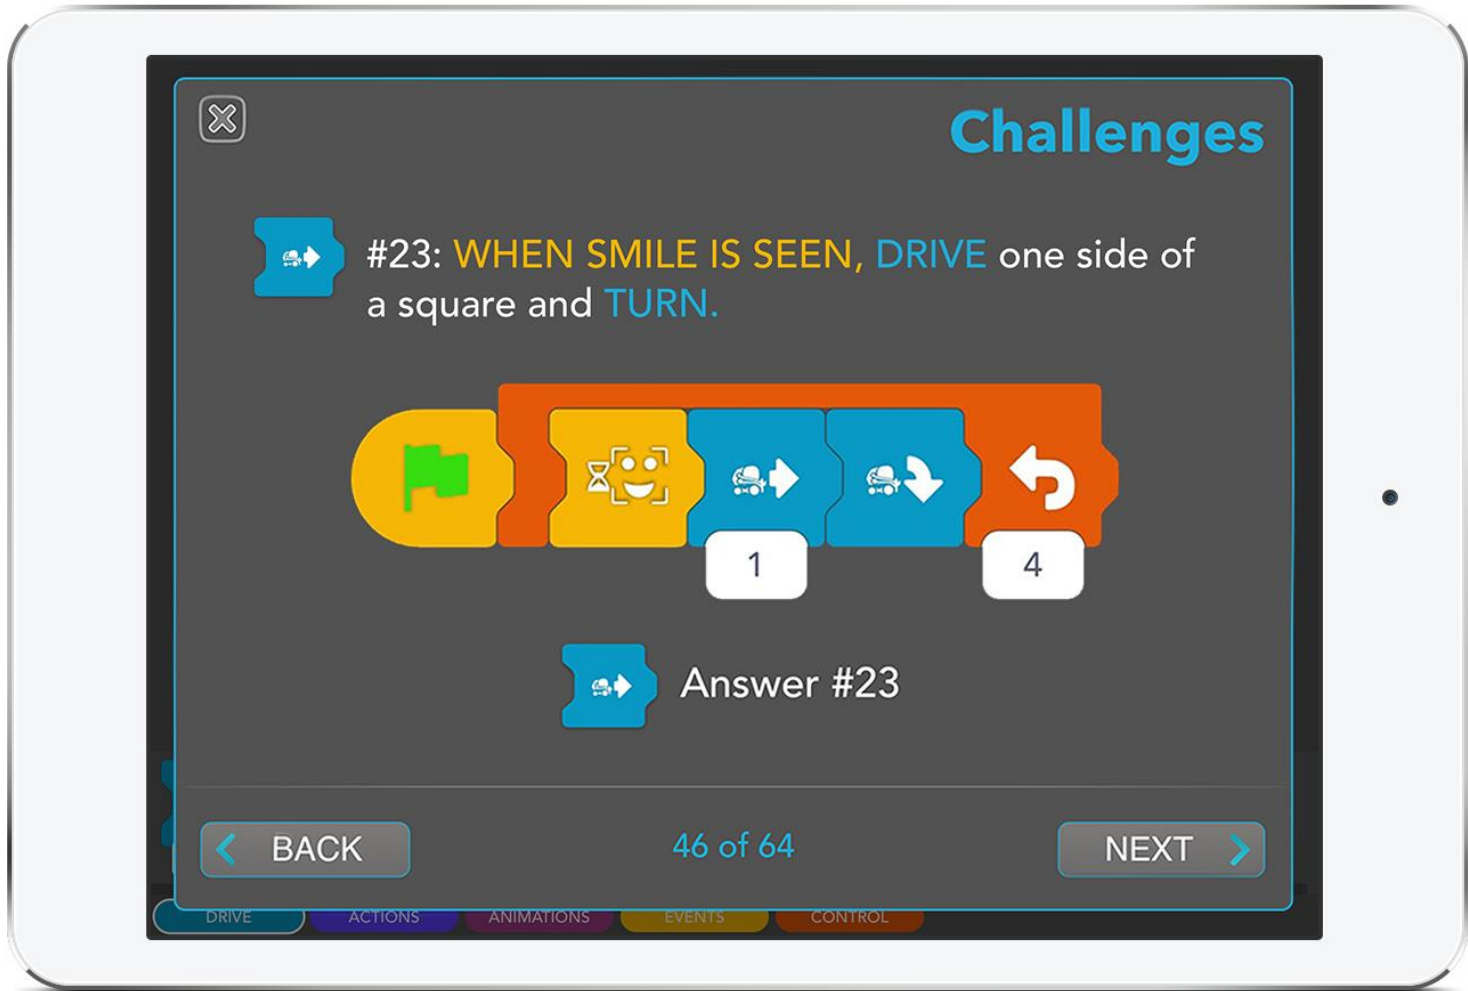 Challenges
#23: WHEN SMILE IS SEEN, DRIVE one side of
a square and TURN.
1
4
Answer #23
BACK
46 of 64
NEXT
DRIVE
ACTIONS
ANIMATIONS
EVENTS
CONTROL